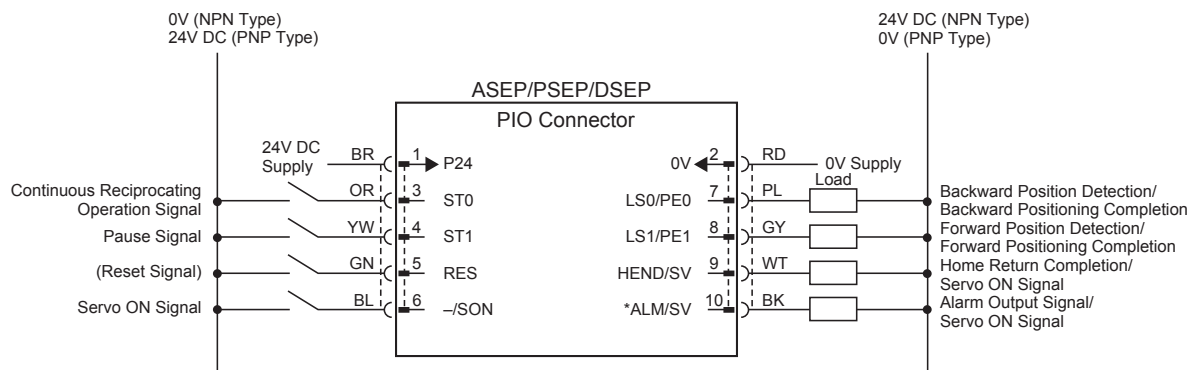 0V (NPN Type)
24V DC (PNP Type)
24V DC (NPN Type)
0V (PNP Type)
ASEP/PSEP/DSEP
PIO Connector
24V DC
Supply
BR
1
P24
0V
2
RD
0V Supply
Load
Continuous Reciprocating
Operation Signal
OR
3
ST0
LS0/PE0
7
PL
Backward Position Detection/
Backward Positioning Completion
Pause Signal
YW
4
ST1
LS1/PE1
8
GY
Forward Position Detection/
Forward Positioning Completion
(Reset Signal)
GN
5
RES
HEND/SV
9
WT
Home Return Completion/
Servo ON Signal
Servo ON Signal
BL
6
–/SON
*ALM/SV
10
BK
Alarm Output Signal/
Servo ON Signal